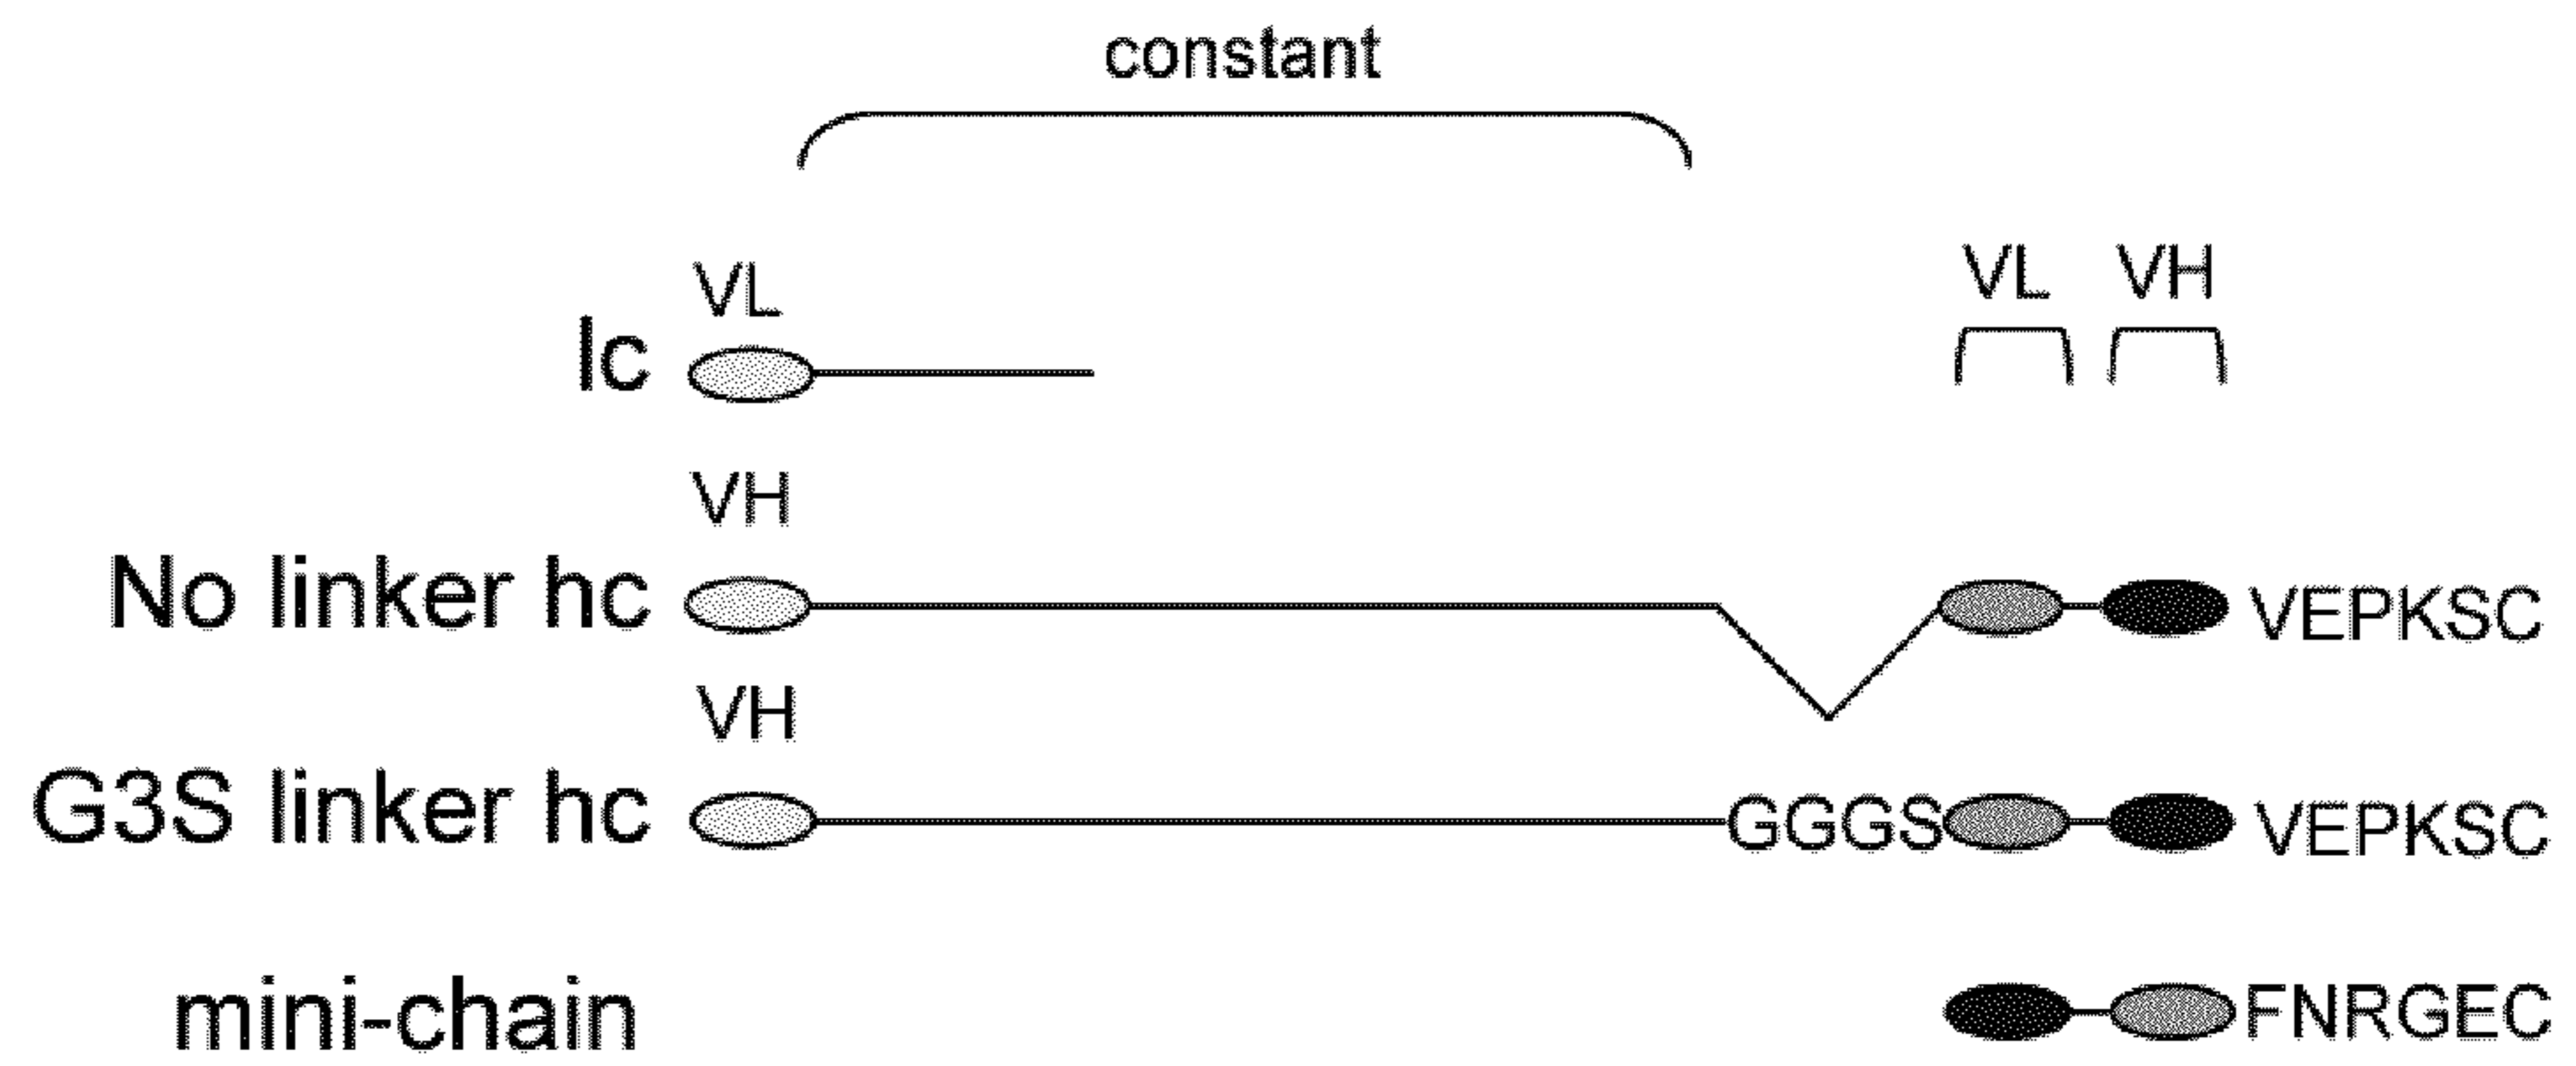 constant
VL
VL VH
lc
VH
No linker hc VEPKSC
VH
G3S linker hc GGGS VEPKSC
mini-chain FNRGEC